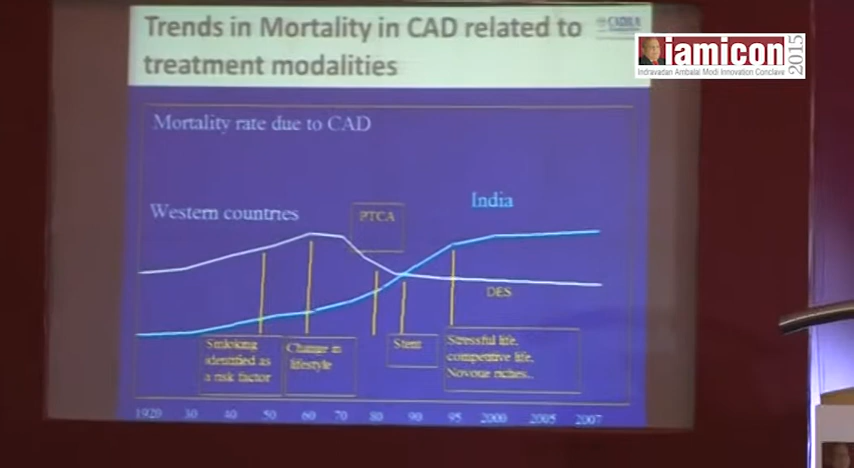 Trends in Mortality in CAD related to
treatment modalities
CADILA
iamicon
2015
Indravadan Ambalal Modi Innovation Conclave
Mortality rate due to CAD
India
Western countries
PTCA
DES
Smloking
identified as
a risk factor
Change in
lifestyle
Stent
Stressful life,
competitive life,
Novoue riches..
1920 30 40 50 60 70 80 90 95 2000 2005 2007